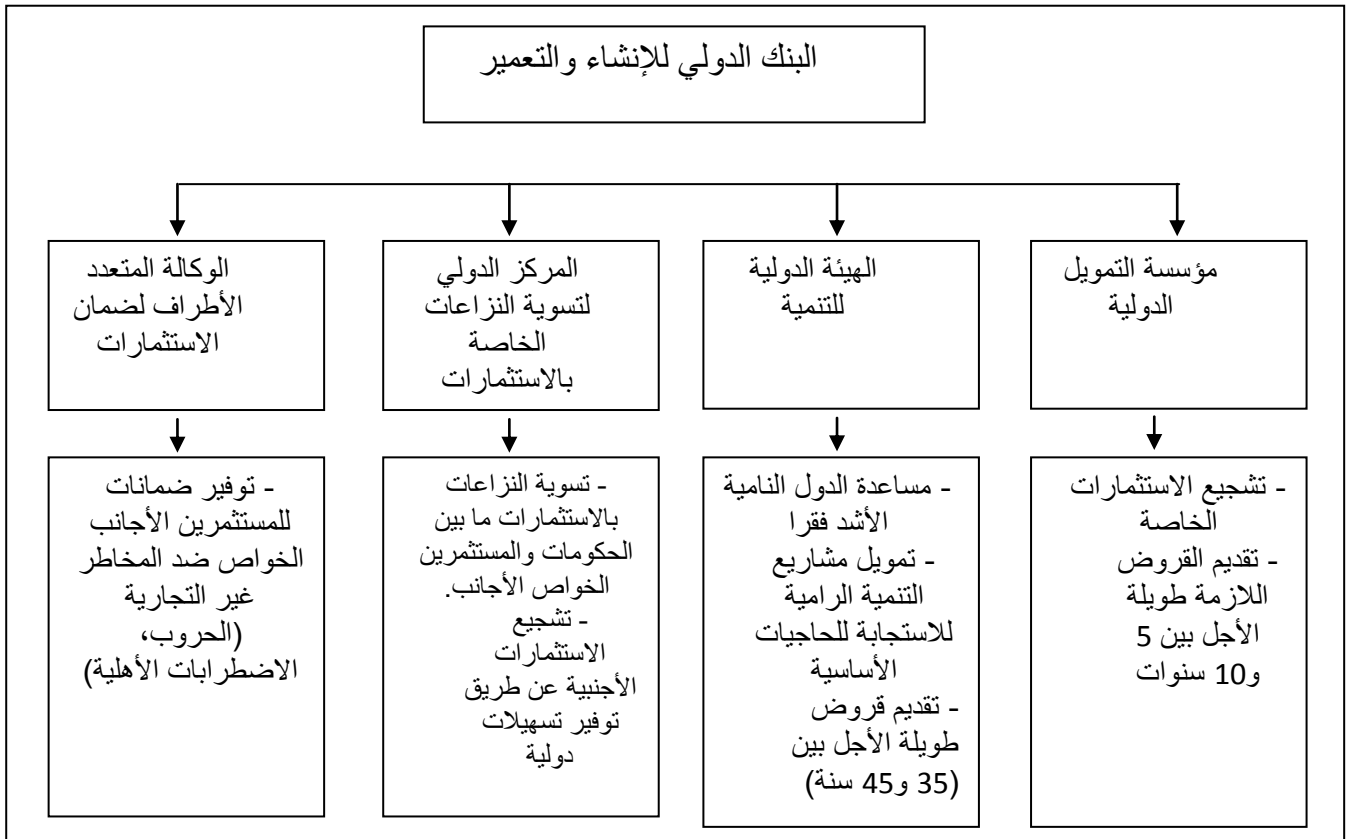 البنك الدولي للإنشاء والتعمير
مؤسسة التمويل
الدولية
الهيئة الدولية
للتنمية
المركز الدولي
لتسوية النزاعات
الخاصة
بالاستثمارات
الوكالة المتعدد
الأطراف لضمان
الاستثمارات
- تشجيع الاستثمارات
الخاصة
- تقديم القروض
اللازمة طويلة
الأجل بين 5
و10 سنوات
- مساعدة الدول النامية
الأشد فقرا
- تمويل مشاريع
التنمية الرامية
للاستجابة للحاجيات
الأساسية
- تقديم قروض
طويلة الأجل بين
(35 و45 سنة)
- تسوية النزاعات
بالاستثمارات ما بين
الحكومات والمستثمرين
الخواص الأجانب.
- تشجيع
الاستثمارات
الأجنبية عن طريق
توفير تسهيلات
دولية
- توفير ضمانات
للمستثمرين الأجانب
الخواص ضد المخاطر
غير التجارية
(الحروب،
الاضطرابات الأهلية)